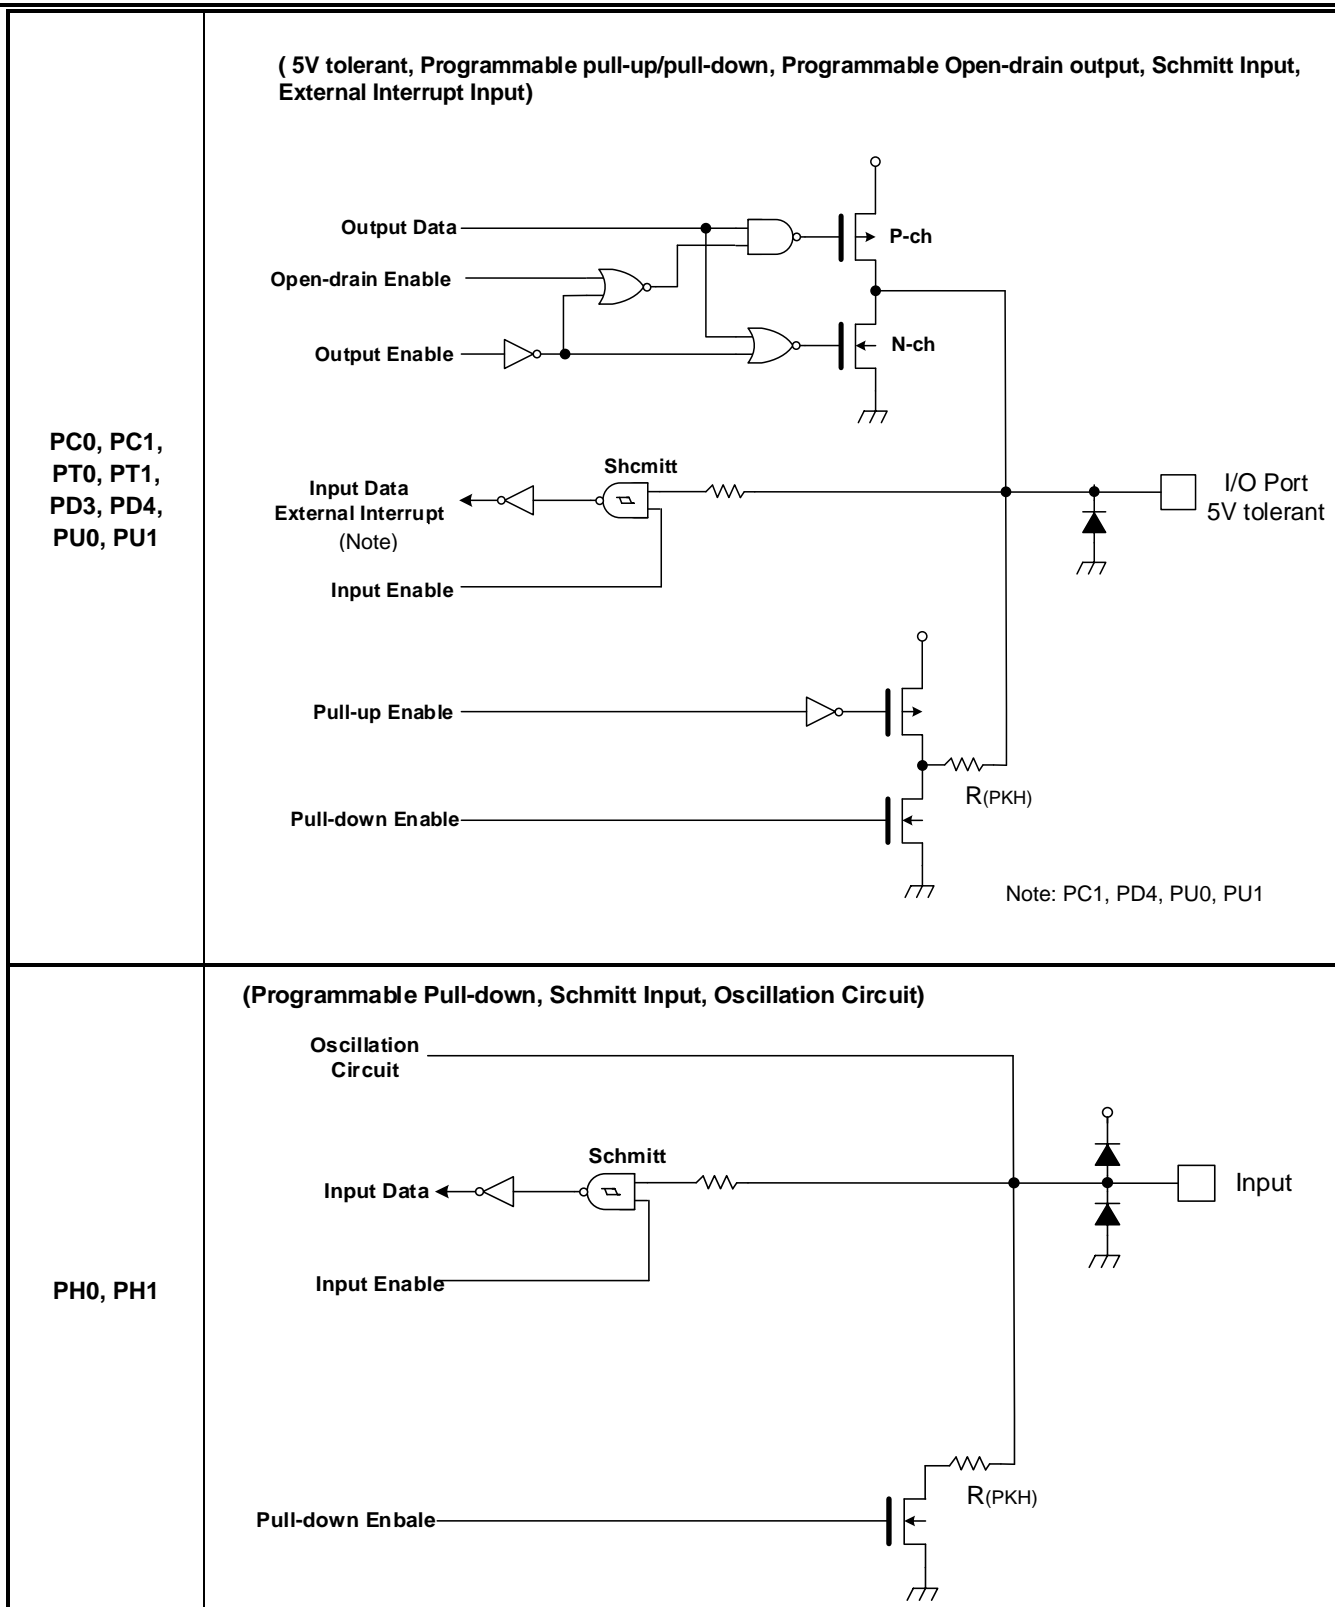 ( 5V tolerant, Programmable pull-up/pull-down, Programmable Open-drain output, Schmitt Input,
External Interrupt Input)
Output Data
P-ch
Open-drain Enable
Output Enable
N-ch
PC0, PC1,
PT0, PT1,
PD3, PD4,
PU0, PU1
Shcmitt
Input Data
External Interrupt
(Note)
I/O Port
5V tolerant
Input Enable
Pull-up Enable
R(PKH)
Pull-down Enable
Note: PC1, PD4, PU0, PU1
(Programmable Pull-down, Schmitt Input, Oscillation Circuit)
Oscillation
Circuit
Schmitt
Input Data
Input
Input Enable
PH0, PH1
R(PKH)
Pull-down Enbale